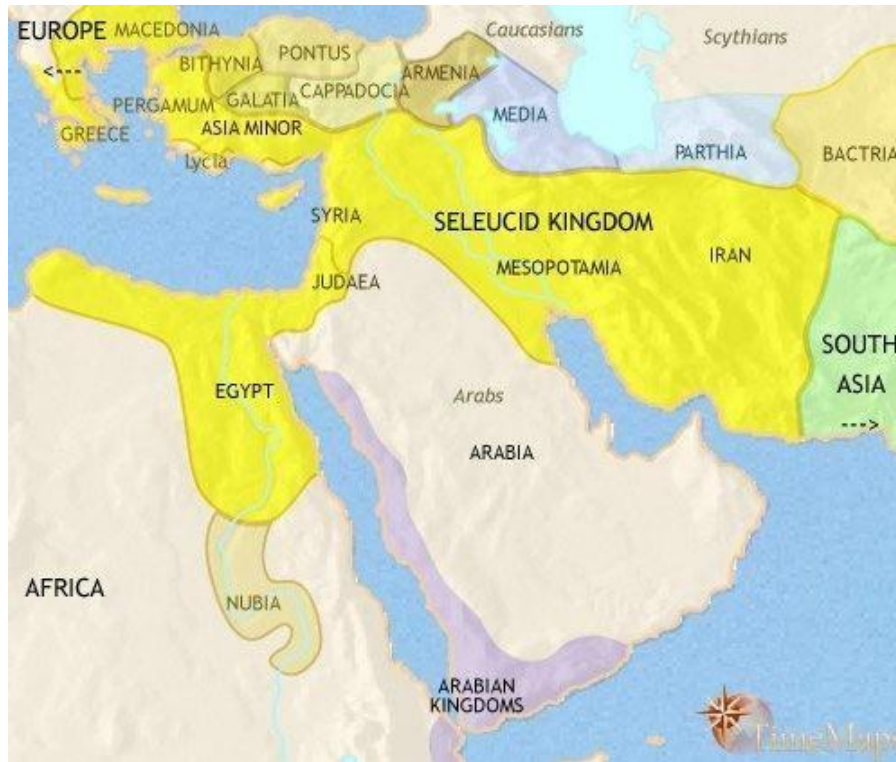 EUROPE
MACEDONIA
Caucasians
Scythians
<---
BITHYNIA
PONTUS
ARMENIA
PERGAMUM
GALATIA
CAPPADOCIA
MEDIA
GREECE
ASIA MINOR
PARTHIA
BACTRIA
Lycia
SYRIA
SELEUCID KINGDOM
JUDAEA
MESOPOTAMIA
IRAN
SOUTH
ASIA
--->
EGYPT
Arabs
ARABIA
AFRICA
NUBIA
ARABIAN
KINGDOMS
TimeMaps